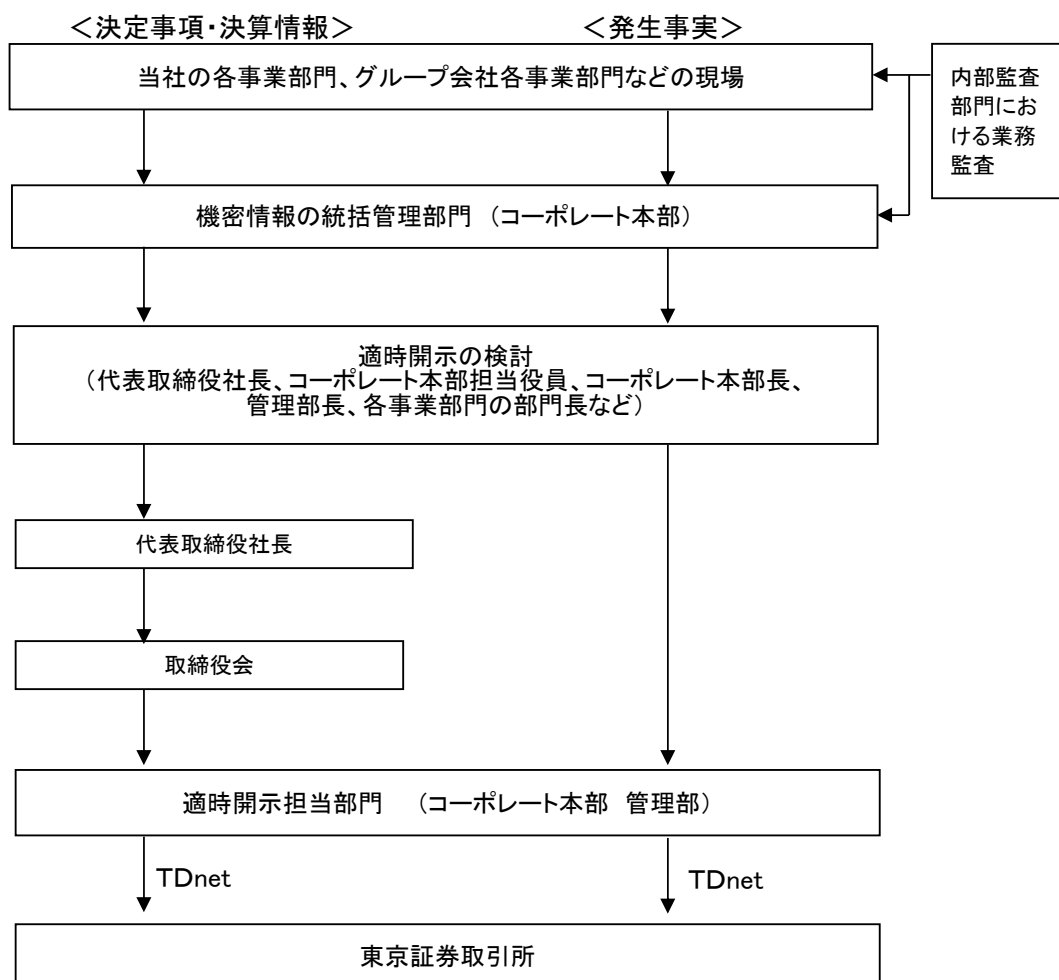 ＜決定事項・決算情報＞
＜発生事実＞
当社の各事業部門、グループ会社各事業部門などの現場
内部監査
部門にお
ける業務
監査
機密情報の統括管理部門 （コーポレート本部）
適時開示の検討
（代表取締役社長、コーポレート本部担当役員、コーポレート本部長、
管理部長、各事業部門の部門長など）
代表取締役社長
取締役会
適時開示担当部門 （コーポレート本部 管理部）
TDnet
TDnet
東京証券取引所